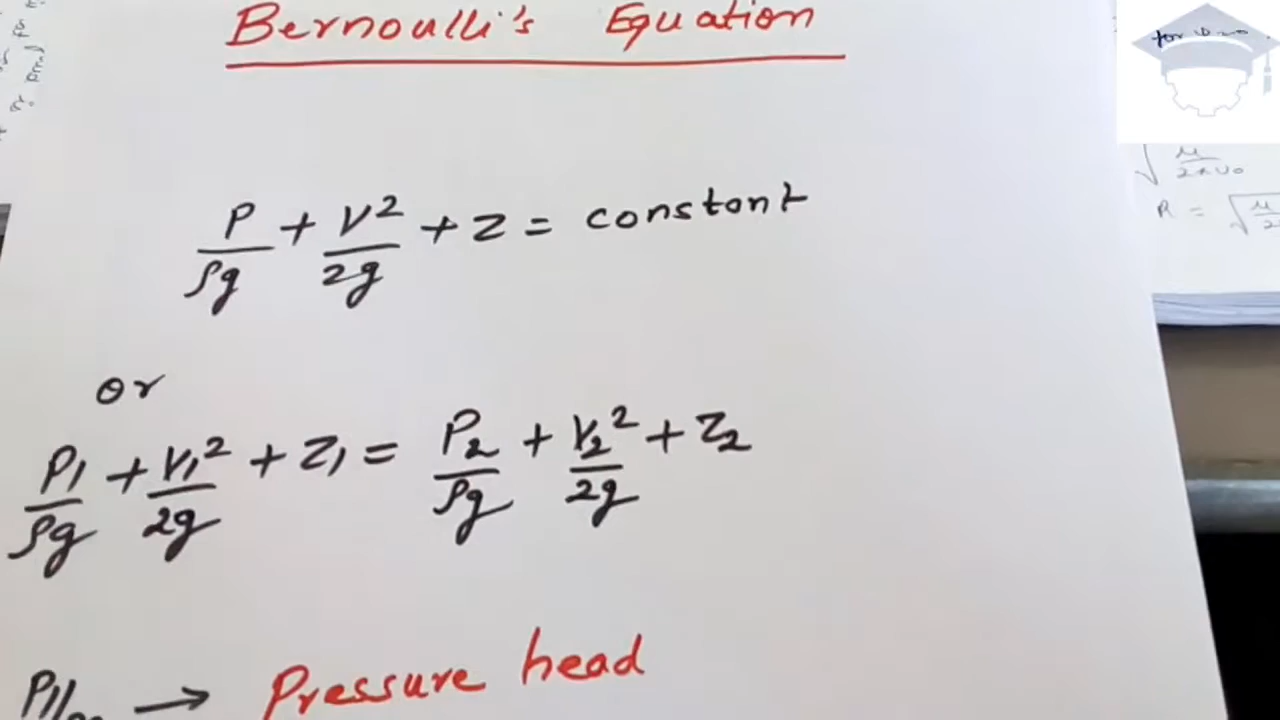 Bernoulli's Equation
P/ρg + V²/2g + Z = constant
or
P1/ρg + V1²/2g + Z1 = P2/ρg + V2²/2g + Z2
→ Pressure head
R = √